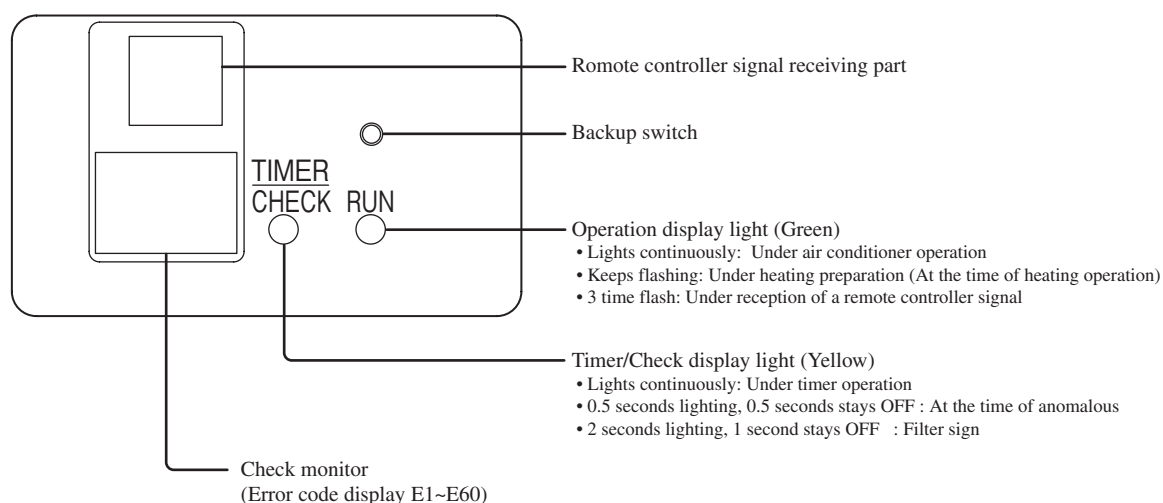 Romote controller signal receiving part
Backup switch
TIMER
CHECK RUN
Operation display light (Green)
• Lights continuously: Under air conditioner operation
• Keeps flashing: Under heating preparation (At the time of heating operation)
• 3 time flash: Under reception of a remote controller signal
Timer/Check display light (Yellow)
• Lights continuously: Under timer operation
• 0.5 seconds lighting, 0.5 seconds stays OFF : At the time of anomalous
• 2 seconds lighting, 1 second stays OFF : Filter sign
Check monitor
(Error code display E1~E60)